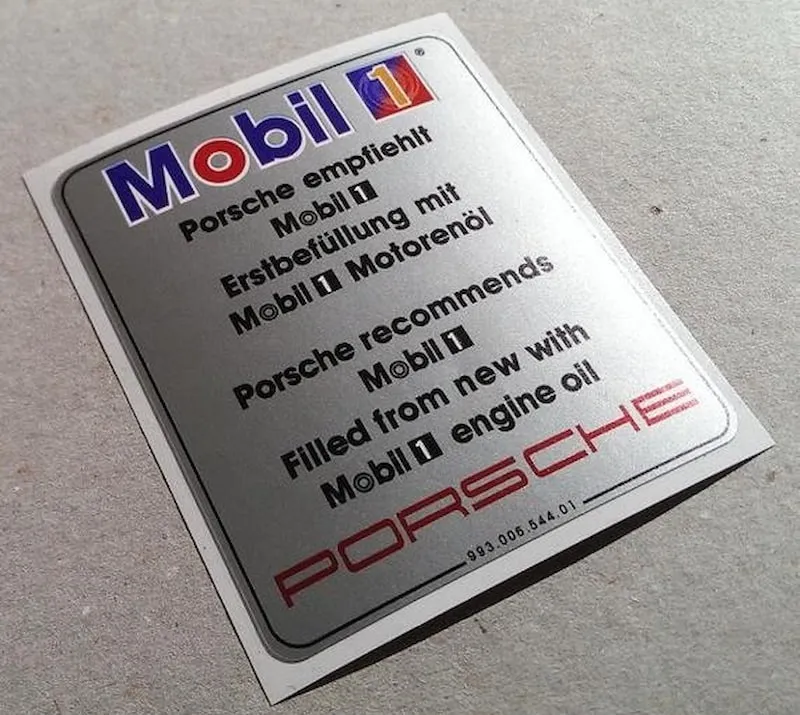 Mobil 1®
Porsche empfiehlt
Mobil 1
Erstbefüllung mit
Mobil 1 Motorenöl
Porsche recommends
Mobil 1
Filled from new with
Mobil 1 engine oil
PORSCHE
993.006.544.01